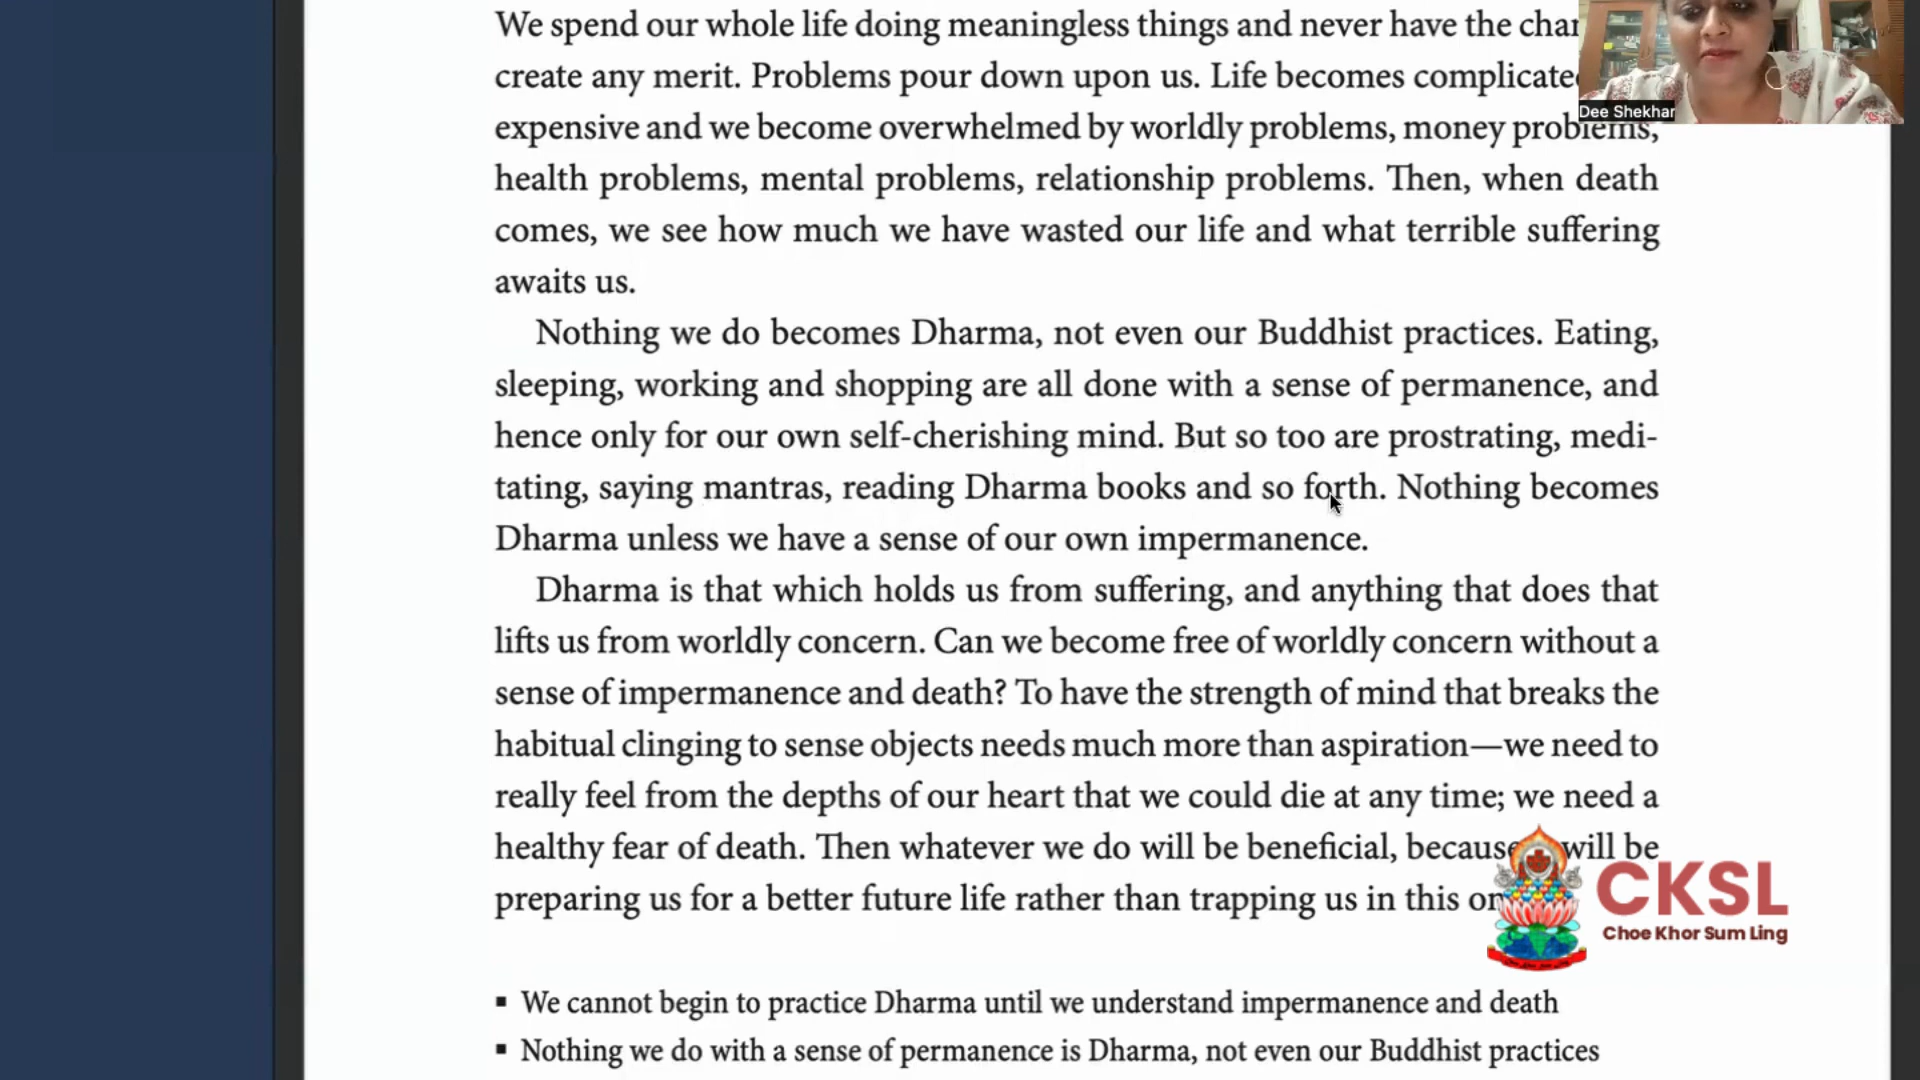 We spend our whole life doing meaningless things and never have the
create any merit. Problems pour down upon us. Life becomes
expensive and we become overwhelmed by worldly problems, money problems,
health problems, mental problems, relationship problems. Then, when death
comes, we see how much we have wasted our life and what terrible suffering
awaits us.
Nothing we do becomes Dharma, not even our Buddhist practices. Eating,
sleeping, working and shopping are all done with a sense of permanence, and
hence only for our own self-cherishing mind. But so too are prostrating, medi-
tating, saying mantras, reading Dharma books and so forth. Nothing becomes
Dharma unless we have a sense of our own impermanence.
Dharma is that which holds us from suffering, and anything that does that
lifts us from worldly concern. Can we become free of worldly concern without a
sense of impermanence and death? To have the strength of mind that breaks the
habitual clinging to sense objects needs much more than aspiration—we need to
really feel from the depths of our heart that we could die at any time; we need a
healthy fear of death. Then whatever we do will be beneficial, because will be
preparing us for a better future life rather than trapping us in this
▪ We cannot begin to practice Dharma until we understand impermanence and death
▪ Nothing we do with a sense of permanence is Dharma, not even our Buddhist practices
Dee Shekhar
CKSL
Choe Khor Sum Ling